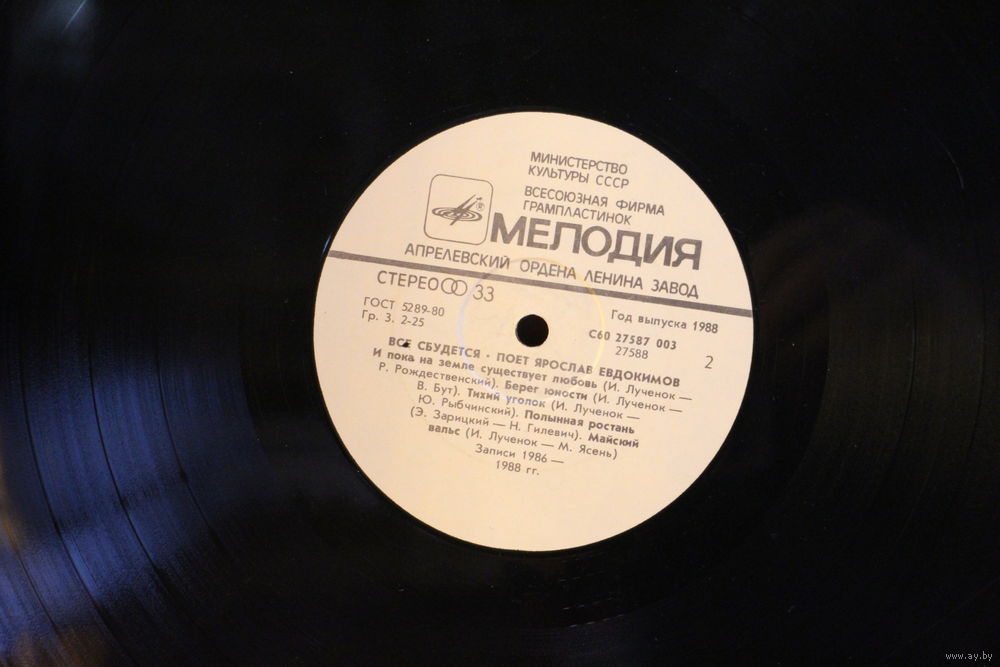 МИНИСТЕРСТВО
КУЛЬТУРЫ СССР
ВСЕСОЮЗНАЯ ФИРМА
ГРАМПЛАСТИНОК
МЕЛОДИЯ
АПРЕЛЕВСКИЙ ОРДЕНА ЛЕНИНА ЗАВОД
СТЕРЕО 33
ГОСТ 5289-80
Гр. 3. 2-25
Год выпуска 1988
С60 27587 003
27588
2
ВСЕ СБУДЕТСЯ • ПОЕТ ЯРОСЛАВ ЕВДОКИМОВ
И пока на земле существует любовь (И. Лученок —
Р. Рождественский). Берег юности (И. Лученок —
В. Бут). Тихий уголок (И. Лученок —
Ю. Рыбчинский). Полынная ростань
(Э. Зарицкий — Н. Гилевич). Майский
вальс (И. Лученок — М. Ясень)
Записи 1986 —
1988 гг.
www.ay.by